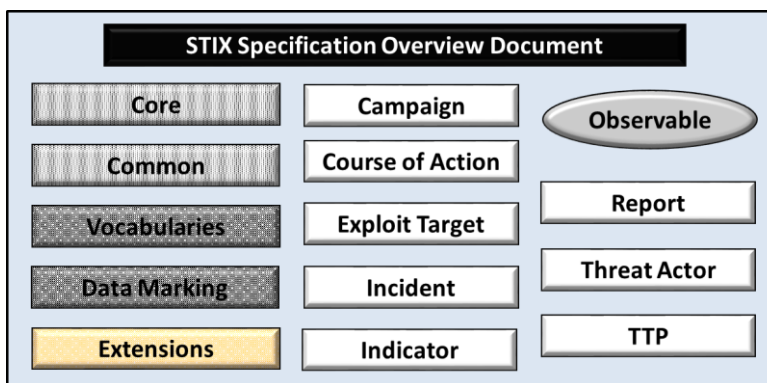 STIX Specification Overview Document
Core
Common
Vocabularies
Data Marking
Extensions
Campaign
Course of Action
Exploit Target
Incident
Indicator
Observable
Report
Threat Actor
TTP